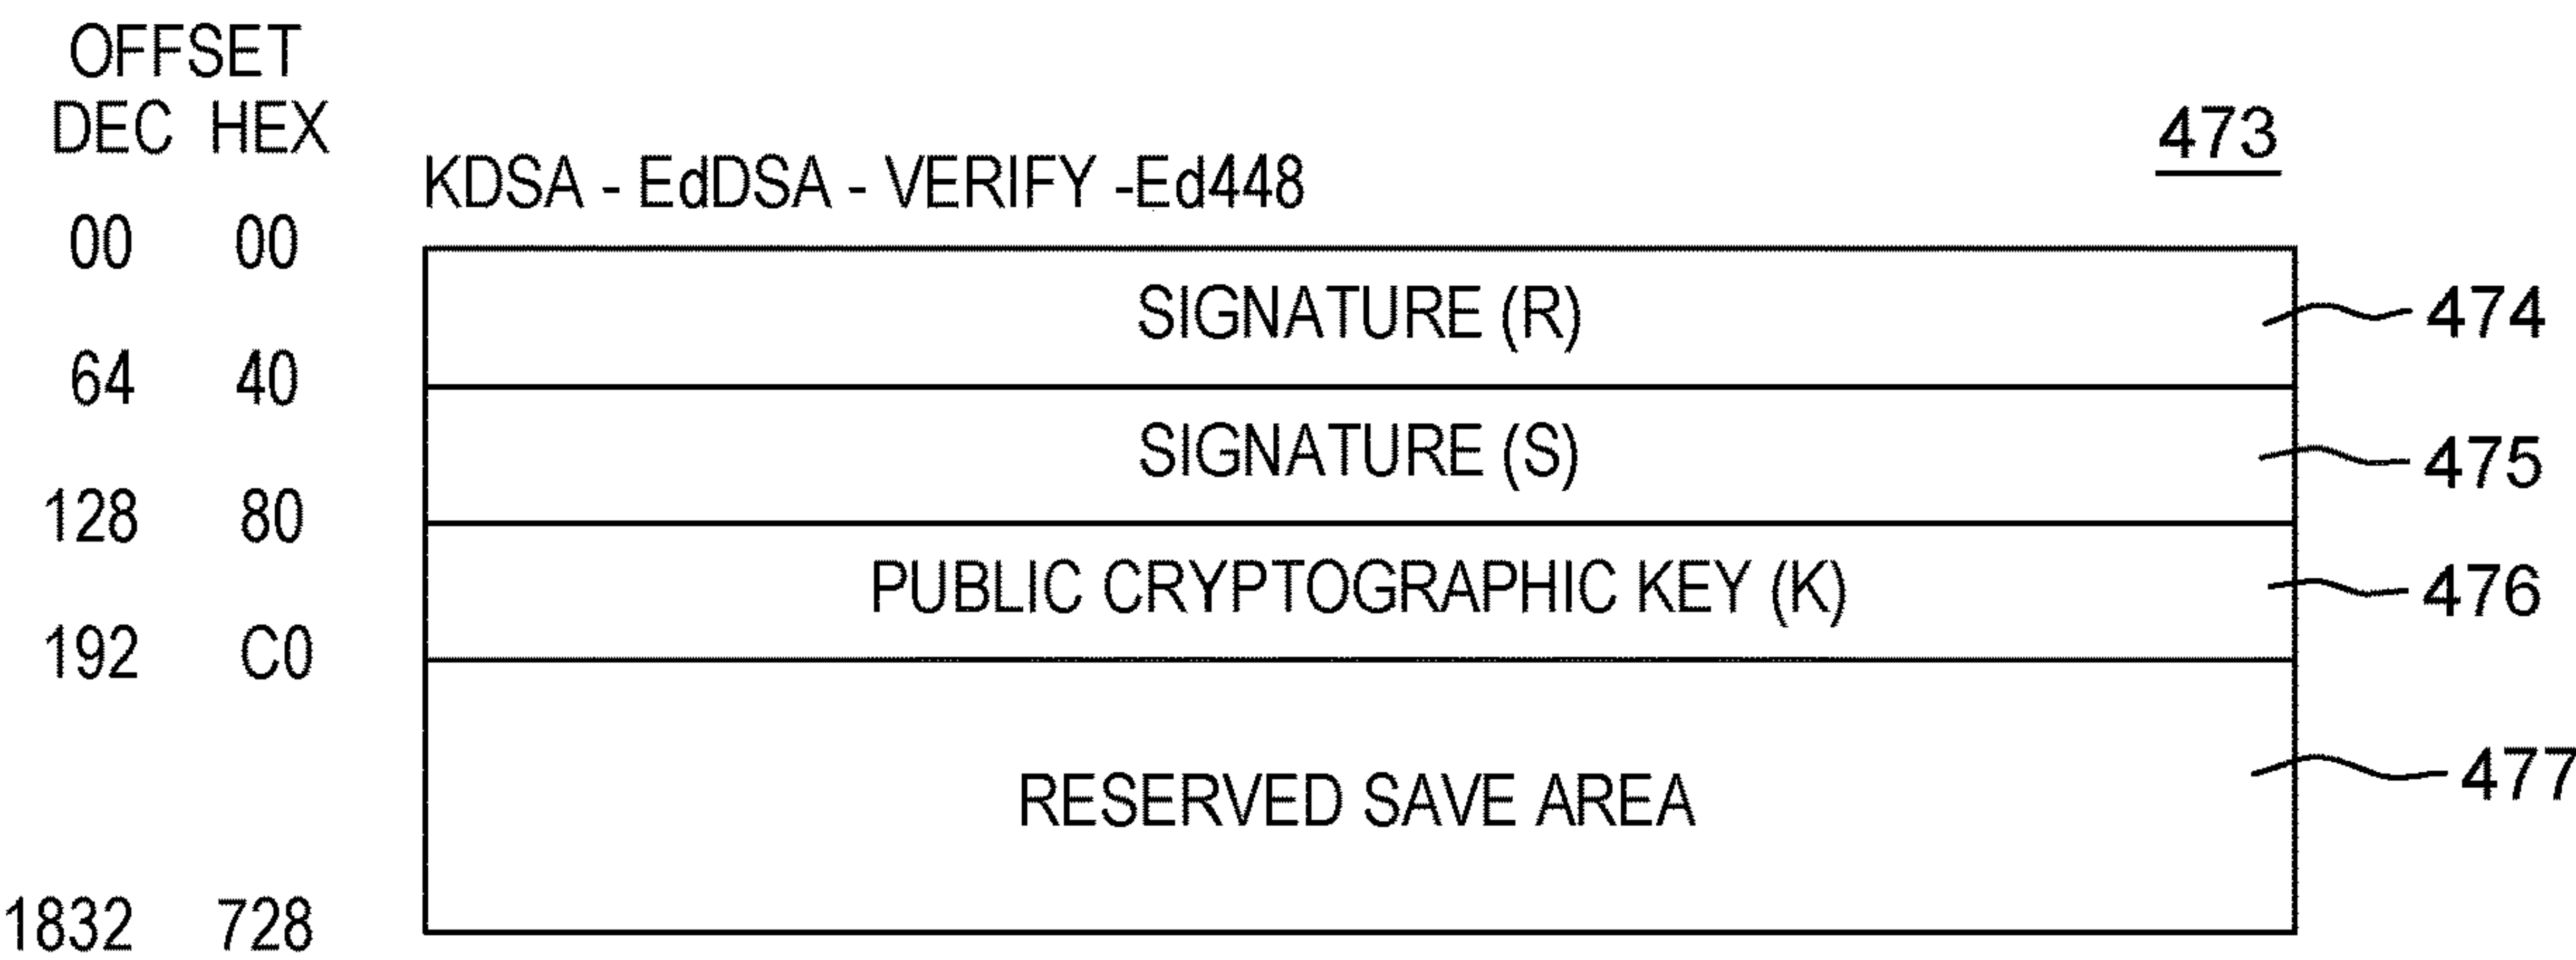 OFFSET
DEC HEX
473
KDSA - EdDSA - VERIFY -Ed448
00 00
SIGNATURE (R) 474
64 40
SIGNATURE (S) 475
128 80
PUBLIC CRYPTOGRAPHIC KEY (K) 476
192 C0
RESERVED SAVE AREA 477
1832 728